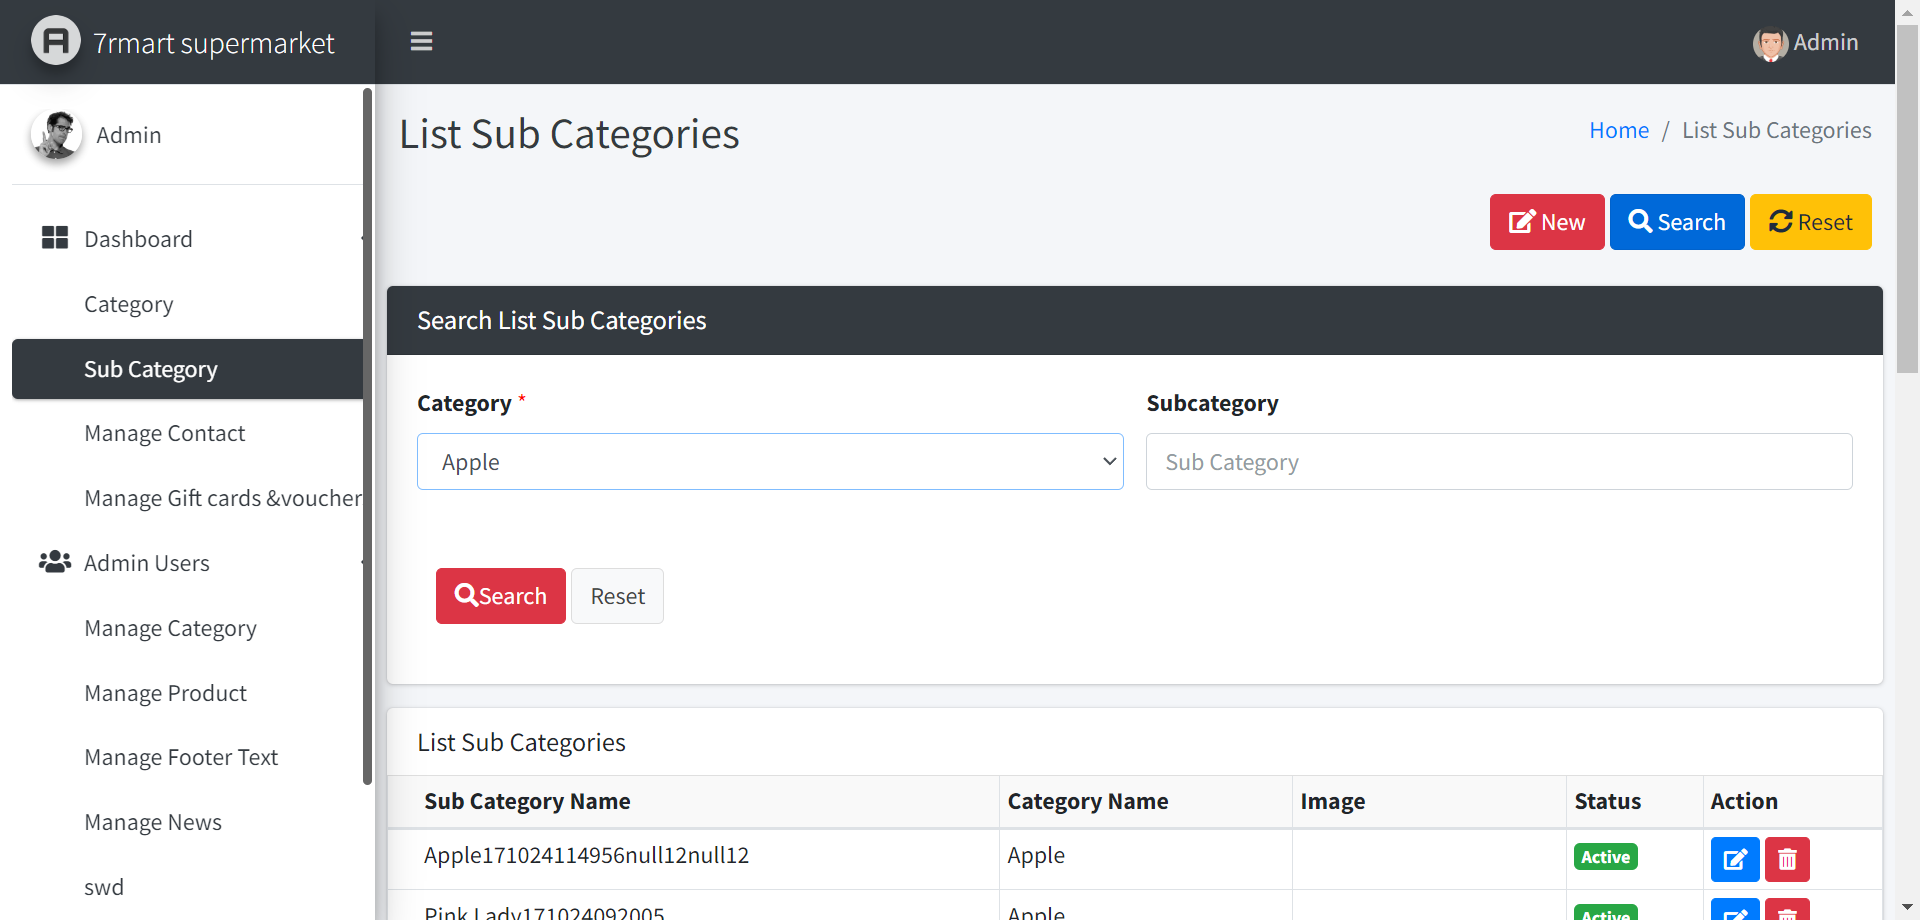 7rmart supermarket
Admin
Admin
List Sub Categories
Home / List Sub Categories
New
Search
Reset
Dashboard
Category
Sub Category
Manage Contact
Manage Gift cards &voucher
Admin Users
Manage Category
Manage Product
Manage Footer Text
Manage News
swd
Search List Sub Categories
Category *
Subcategory
Apple
Sub Category
Search
Reset
List Sub Categories
Sub Category Name Category Name Image Status Action
Apple171024114956null12null12 Apple Active
Pink Lady171024092005 Apple Active